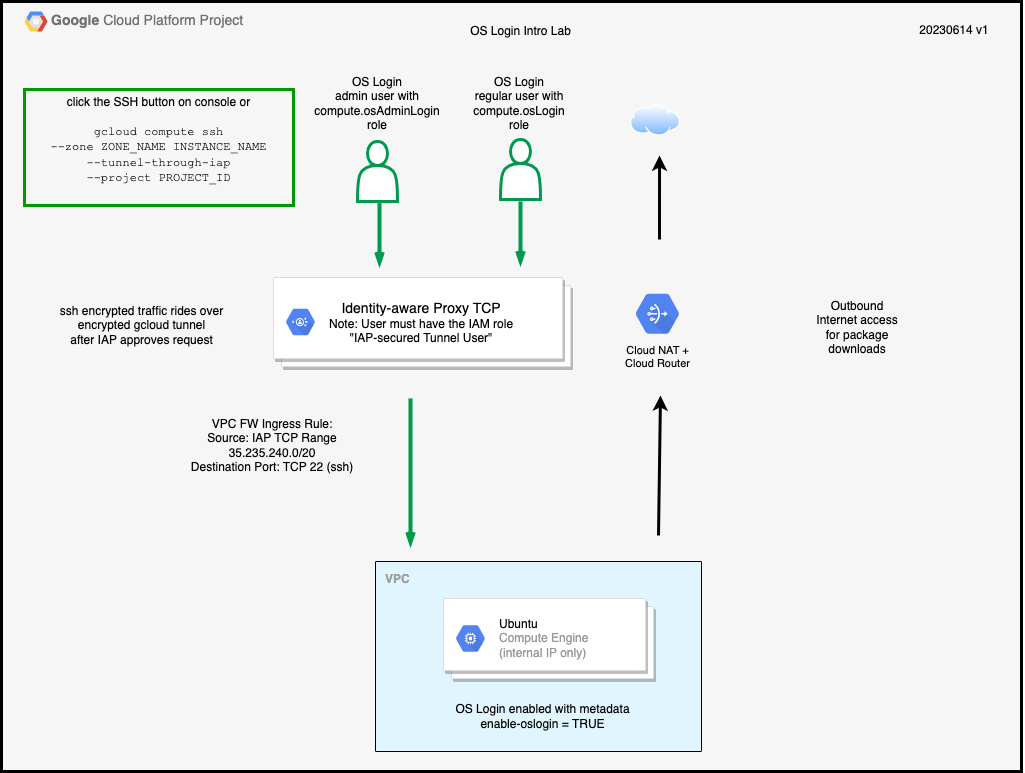 Google Cloud Platform Project
OS Login Intro Lab
20230614 v1
click the SSH button on console or
gcloud compute ssh
--zone ZONE_NAME INSTANCE_NAME
--tunnel-through-iap
--project PROJECT_ID
OS Login
admin user with
compute.osAdminLogin
role
OS Login
regular user with
compute.osLogin
role
ssh encrypted traffic rides over
encrypted gcloud tunnel
after IAP approves request
Identity-aware Proxy TCP
Note: User must have the IAM role
"IAP-secured Tunnel User"
Cloud NAT +
Cloud Router
Outbound
Internet access
for package
downloads
VPC FW Ingress Rule:
Source: IAP TCP Range
35.235.240.0/20
Destination Port: TCP 22 (ssh)
VPC
Ubuntu
Compute Engine
(internal IP only)
OS Login enabled with metadata
enable-oslogin = TRUE